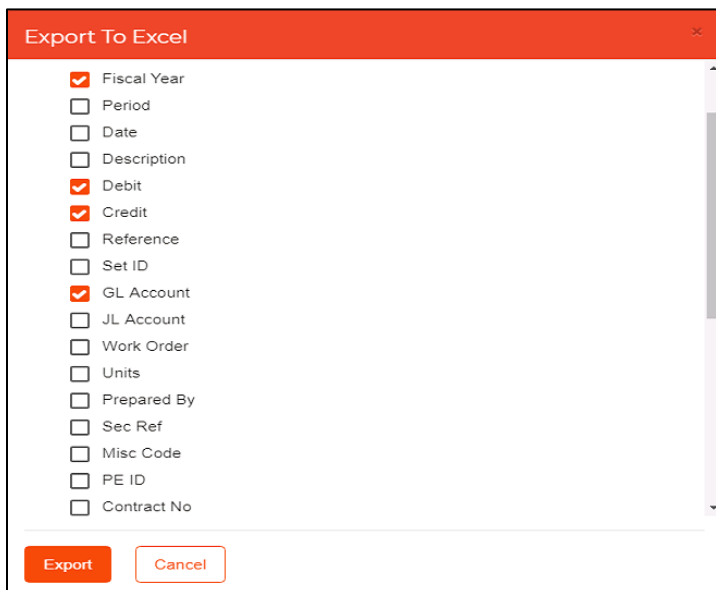 Export To Excel
Fiscal Year
Period
Date
Description
Debit
Credit
Reference
Set ID
GL Account
JL Account
Work Order
Units
Prepared By
Sec Ref
Misc Code
PE ID
Contract No
Export
Cancel